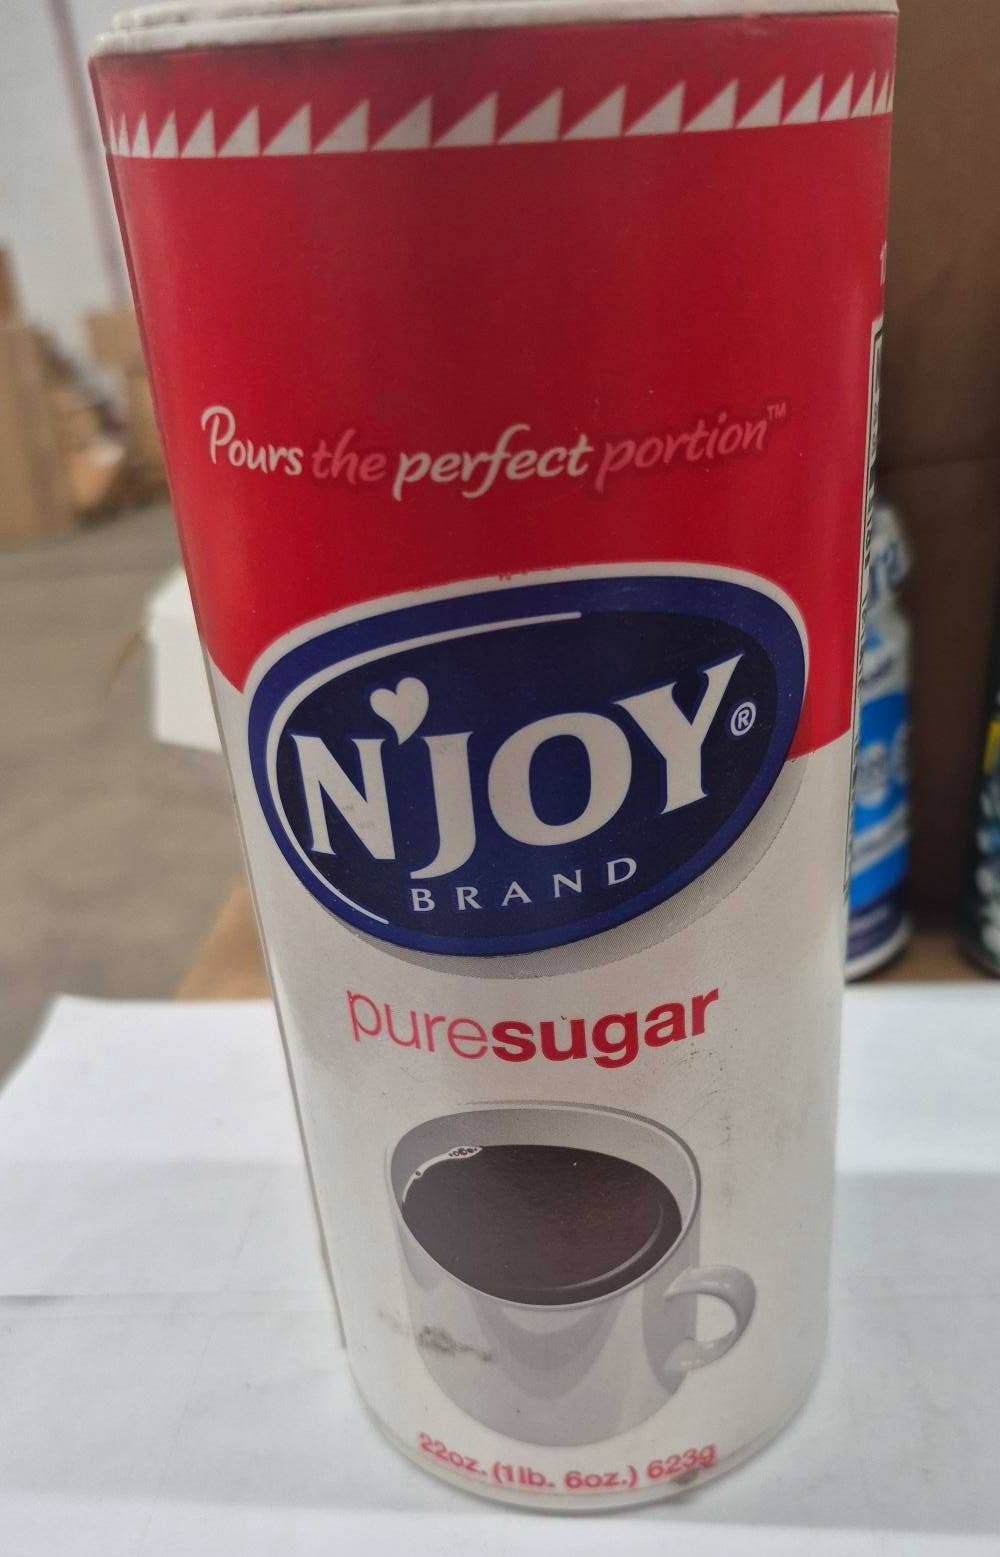 Pours the perfect portion™
N'JOY®
BRAND
puresugar
22oz. (1lb. 6oz.) 623g